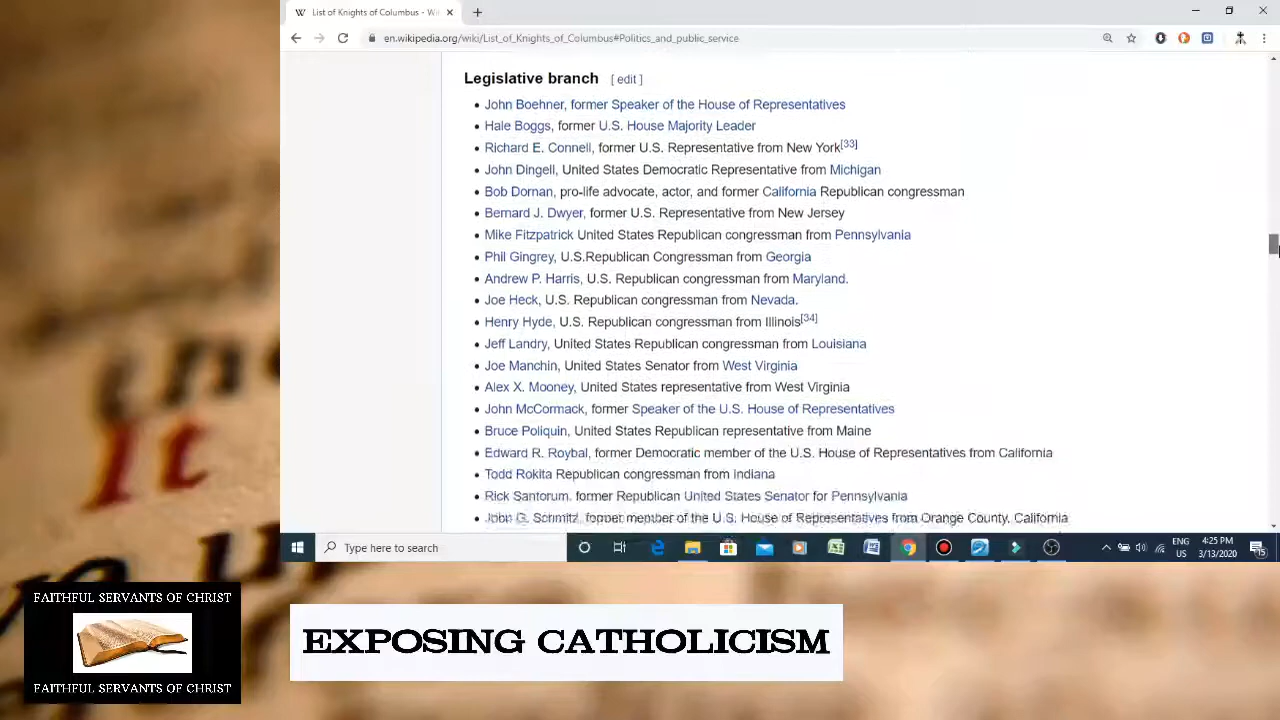 List of Knights of Columbus - Wi
en.wikipedia.org/wiki/List_of_Knights_of_Columbus#Politics_and_public_service
Legislative branch [ edit ]
• John Boehner, former Speaker of the House of Representatives
• Hale Boggs, former U.S. House Majority Leader
• Richard E. Connell, former U.S. Representative from New York[33]
• John Dingell, United States Democratic Representative from Michigan
• Bob Dornan, pro-life advocate, actor, and former California Republican congressman
• Bernard J. Dwyer, former U.S. Representative from New Jersey
• Mike Fitzpatrick United States Republican congressman from Pennsylvania
• Phil Gingrey, U.S.Republican Congressman from Georgia
• Andrew P. Harris, U.S. Republican congressman from Maryland.
• Joe Heck, U.S. Republican congressman from Nevada.
• Henry Hyde, U.S. Republican congressman from Illinois[34]
• Jeff Landry, United States Republican congressman from Louisiana
• Joe Manchin, United States Senator from West Virginia
• Alex X. Mooney, United States representative from West Virginia
• John McCormack, former Speaker of the U.S. House of Representatives
• Bruce Poliquin, United States Republican representative from Maine
• Edward R. Roybal, former Democratic member of the U.S. House of Representatives from California
• Todd Rokita Republican congressman from Indiana
• Rick Santorum, former Republican United States Senator for Pennsylvania
• John G. Schmitz, former member of the U.S. House of Representatives from Orange County, California
Type here to search
ENG
US
4:25 PM
3/13/2020
15
the
It
FAITHFUL SERVANTS OF CHRIST
FAITHFUL SERVANTS OF CHRIST
EXPOSING CATHOLICISM